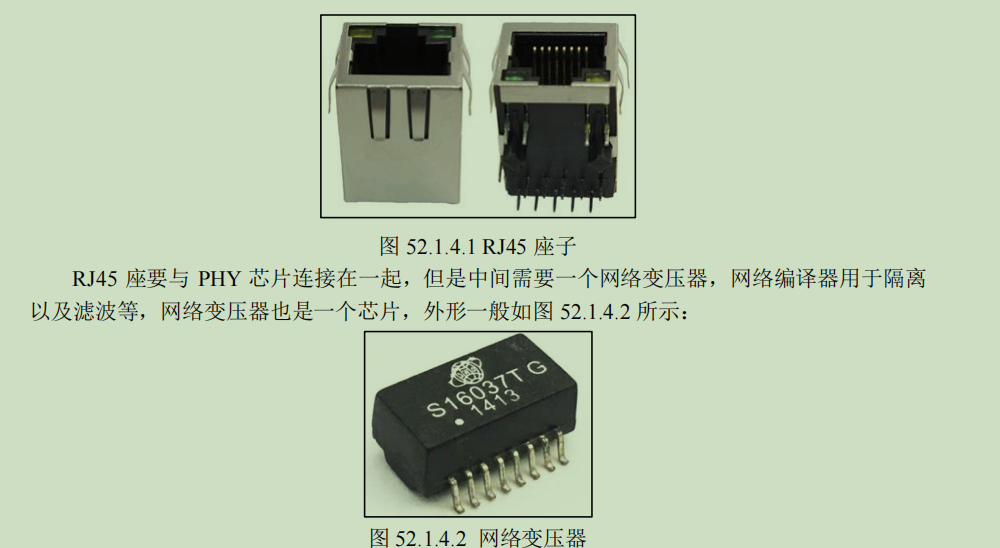 图 52.1.4.1 RJ45 座子
RJ45 座要与 PHY 芯片连接在一起，但是中间需要一个网络变压器，网络编译器用于隔离
以及滤波等，网络变压器也是一个芯片，外形一般如图 52.1.4.2 所示：
S16037T G
1413
图 52.1.4.2 网络变压器